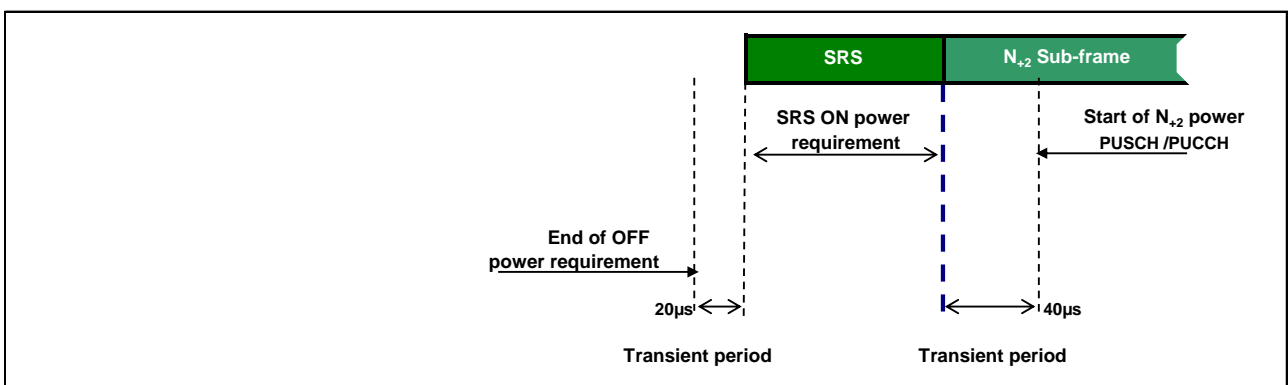 SRS
N+2 Sub-frame
SRS ON power
requirement
Start of N+2 power
PUSCH /PUCCH
End of OFF
power requirement
20µs
40µs
Transient period
Transient period